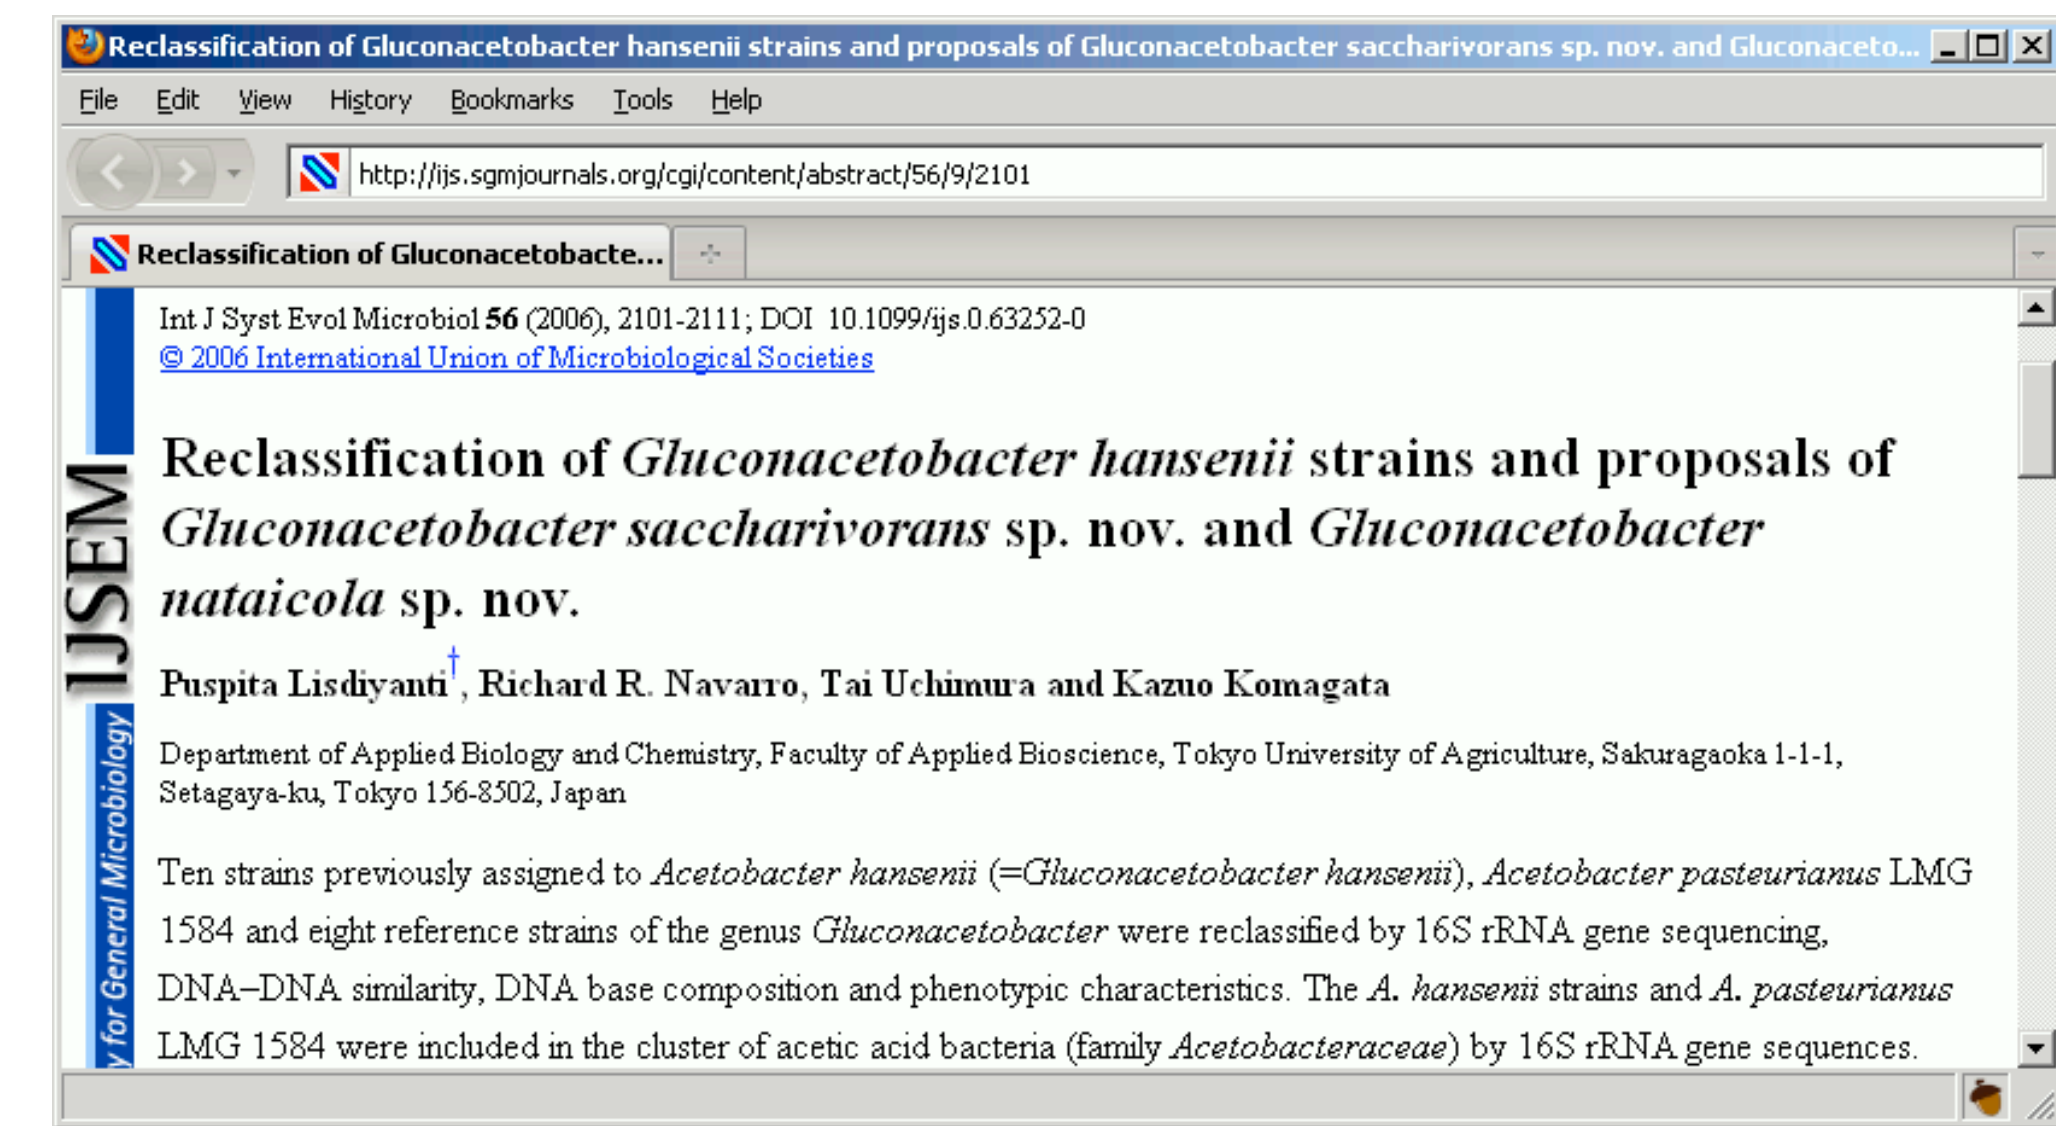 Reclassification of Gluconacetobacter hansenii strains and proposals of Gluconacetobacter saccharivorans sp. nov. and Gluconaceto...
File Edit View History Bookmarks Tools Help
http://ijs.sgmjournals.org/cgi/content/abstract/56/9/2101
Reclassification of Gluconacetobacte...
Int J Syst Evol Microbiol 56 (2006), 2101-2111; DOI 10.1099/ijs.0.63252-0
© 2006 International Union of Microbiological Societies
Reclassification of Gluconacetobacter hansenii strains and proposals of
Gluconacetobacter saccharivorans sp. nov. and Gluconacetobacter
nataicola sp. nov.
Puspita Lisdiyanti†, Richard R. Navarro, Tai Uchimura and Kazuo Komagata
Department of Applied Biology and Chemistry, Faculty of Applied Bioscience, Tokyo University of Agriculture, Sakuragaoka 1-1-1,
Setagaya-ku, Tokyo 156-8502, Japan
Ten strains previously assigned to Acetobacter hansenii (=Gluconacetobacter hansenii), Acetobacter pasteurianus LMG
1584 and eight reference strains of the genus Gluconacetobacter were reclassified by 16S rRNA gene sequencing,
DNA–DNA similarity, DNA base composition and phenotypic characteristics. The A. hansenii strains and A. pasteurianus
LMG 1584 were included in the cluster of acetic acid bacteria (family Acetobacteraceae) by 16S rRNA gene sequences.
IJSEM
y for General Microbiology